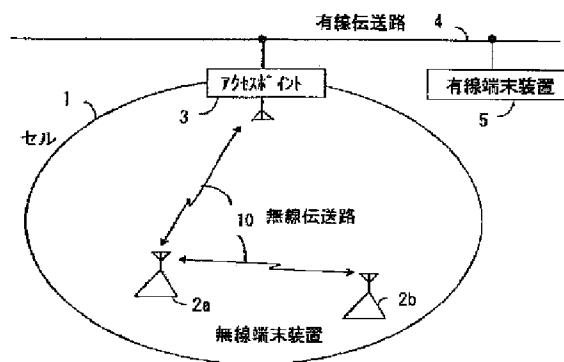 有線伝送路 4
アクセスポイント
有線端末装置
1
3
5
セル
10 無線伝送路
2a
2b
無線端末装置